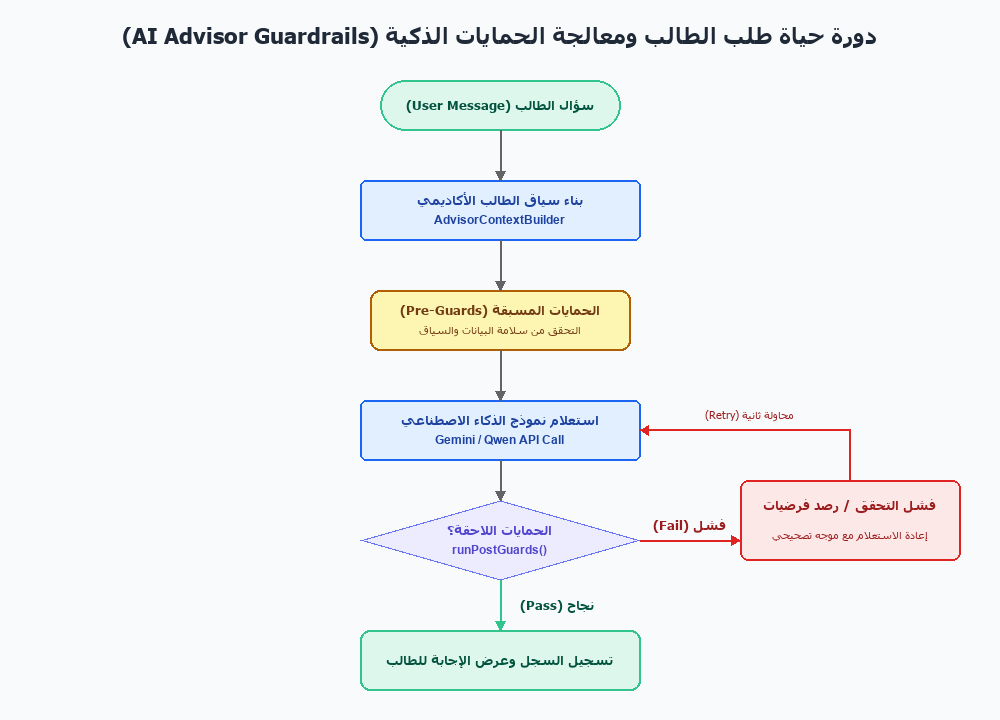 دورة حياة طلب الطالب ومعالجة الحمايات الذكية (AI Advisor Guardrails)
سؤال الطالب (User Message)
بناء سياق الطالب الأكاديمي
AdvisorContextBuilder
الحمايات المسبقة (Pre-Guards)
التحقق من سلامة البيانات والسياق
استعلام نموذج الذكاء الاصطناعي
Gemini / Qwen API Call
محاولة ثانية (Retry)
فشل التحقق / رصد فرضيات
إعادة الاستعلام مع موجه تصحيحي
فشل (Fail)
الحمايات اللاحقة؟
runPostGuards()
نجاح (Pass)
تسجيل السجل وعرض الإجابة للطالب